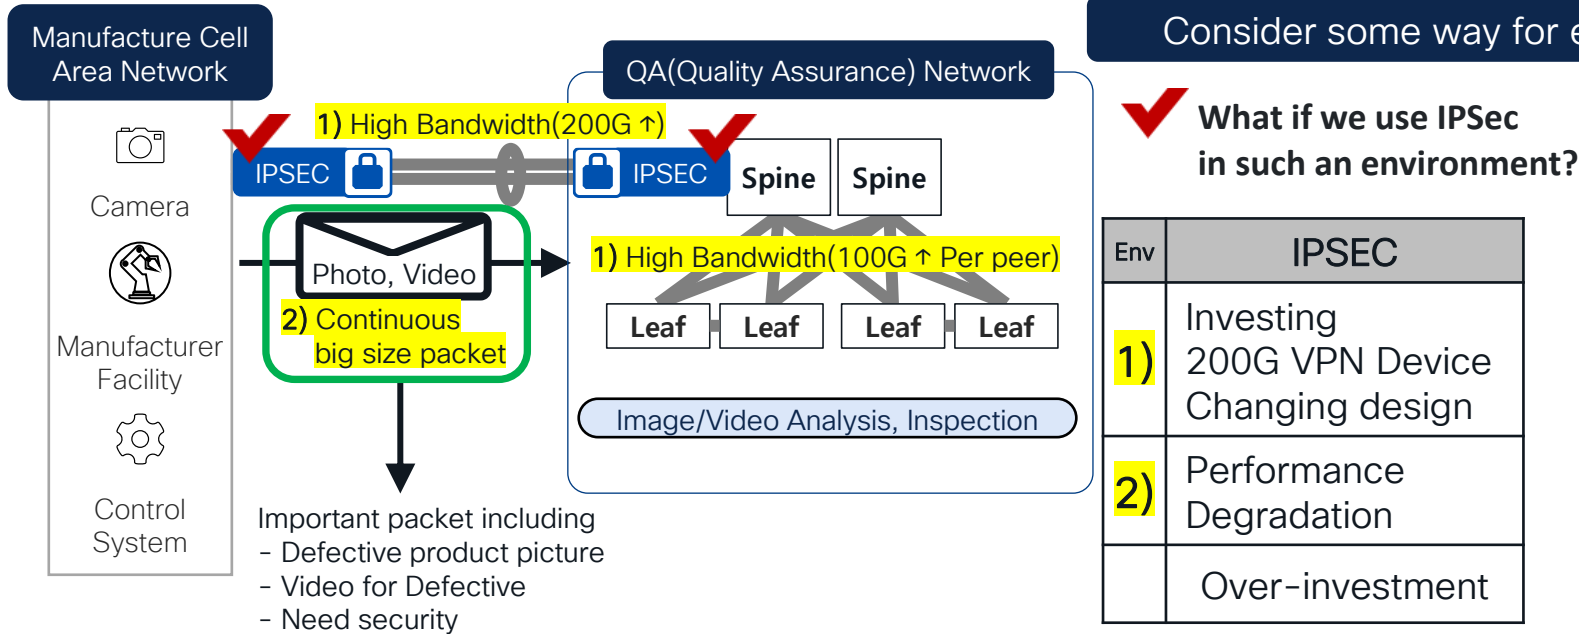 Manufacture Cell
Area Network
Camera
Manufacturer
Facility
Control
System
1) High Bandwidth(200G ↑)
IPSEC
IPSEC
Photo, Video
2) Continuous
big size packet
Important packet including
- Defective product picture
- Video for Defective
- Need security
QA(Quality Assurance) Network
Spine
Spine
1) High Bandwidth(100G ↑ Per peer)
Leaf
Leaf
Leaf
Leaf
Image/Video Analysis, Inspection
Consider some way for
What if we use IPSec
in such an environment?
Env
IPSEC
1)
Investing
200G VPN Device
Changing design
2)
Performance
Degradation
Over-investment